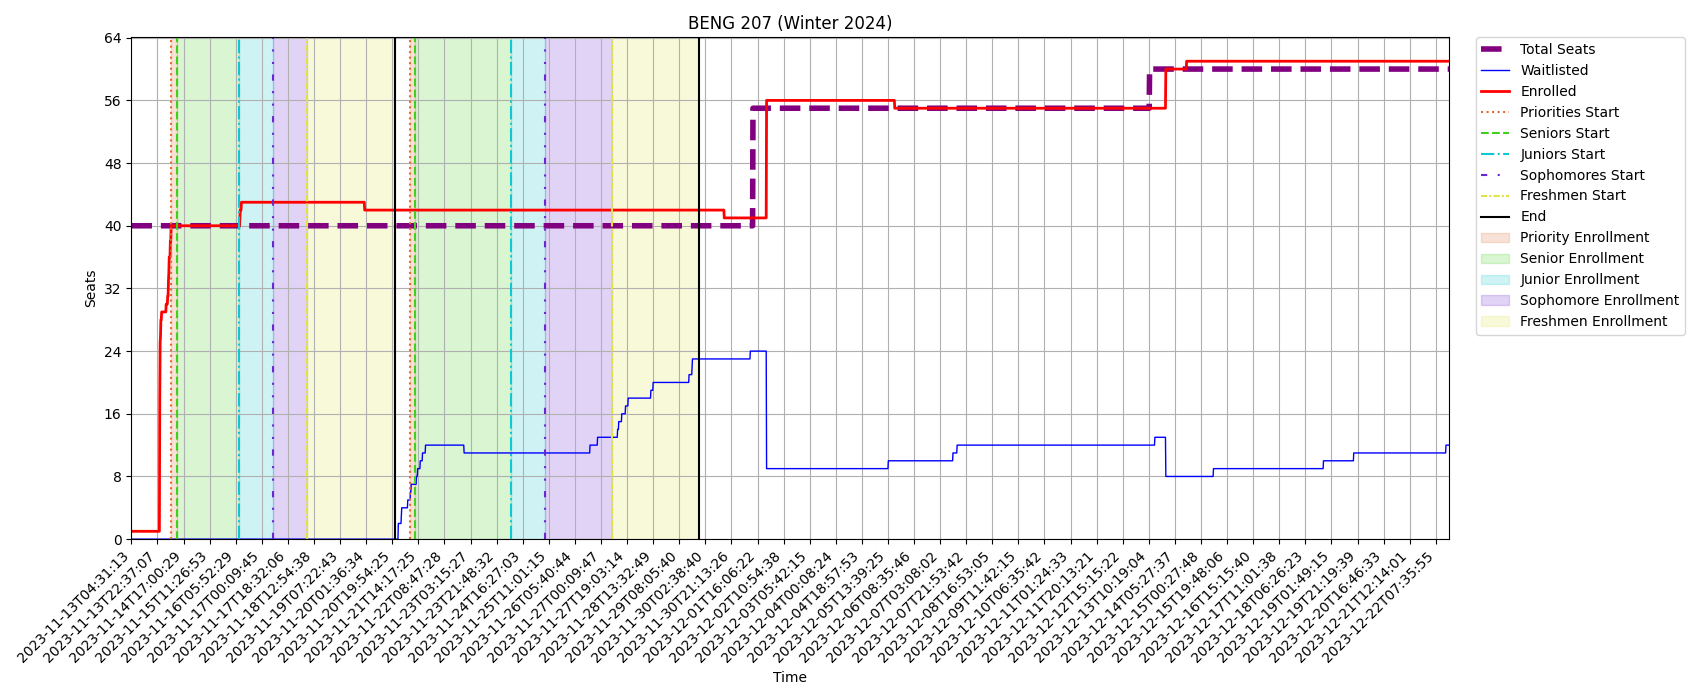 BENG 207 (Winter 2024)
64
56
48
40
32
24
16
8
0
Seats
2023-11-13T04:31:13
2023-11-13T22:37:07
2023-11-14T17:00:29
2023-11-15T11:26:53
2023-11-16T05:52:29
2023-11-17T00:09:45
2023-11-17T18:32:06
2023-11-18T12:54:38
2023-11-19T07:22:43
2023-11-20T01:36:34
2023-11-20T19:54:25
2023-11-21T14:17:25
2023-11-22T08:47:28
2023-11-23T03:15:27
2023-11-23T21:48:32
2023-11-24T16:27:03
2023-11-25T11:01:15
2023-11-26T05:40:44
2023-11-27T00:09:47
2023-11-27T19:03:14
2023-11-28T13:32:49
2023-11-29T08:05:40
2023-11-30T02:38:40
2023-11-30T21:13:26
2023-12-01T16:06:22
2023-12-02T10:54:38
2023-12-03T05:42:15
2023-12-04T00:08:24
2023-12-04T18:57:53
2023-12-05T13:39:25
2023-12-06T08:35:46
2023-12-07T03:08:02
2023-12-07T21:53:42
2023-12-08T16:53:05
2023-12-09T11:42:15
2023-12-10T06:35:42
2023-12-11T01:24:33
2023-12-11T20:13:21
2023-12-12T15:15:22
2023-12-13T10:19:04
2023-12-14T05:27:37
2023-12-15T00:27:48
2023-12-15T19:48:06
2023-12-16T15:15:40
2023-12-17T11:01:38
2023-12-18T06:26:23
2023-12-19T01:49:15
2023-12-19T21:19:39
2023-12-20T16:46:33
2023-12-21T12:14:01
2023-12-22T07:35:55
Time
Total Seats
Waitlisted
Enrolled
Priorities Start
Seniors Start
Juniors Start
Sophomores Start
Freshmen Start
End
Priority Enrollment
Senior Enrollment
Junior Enrollment
Sophomore Enrollment
Freshmen Enrollment